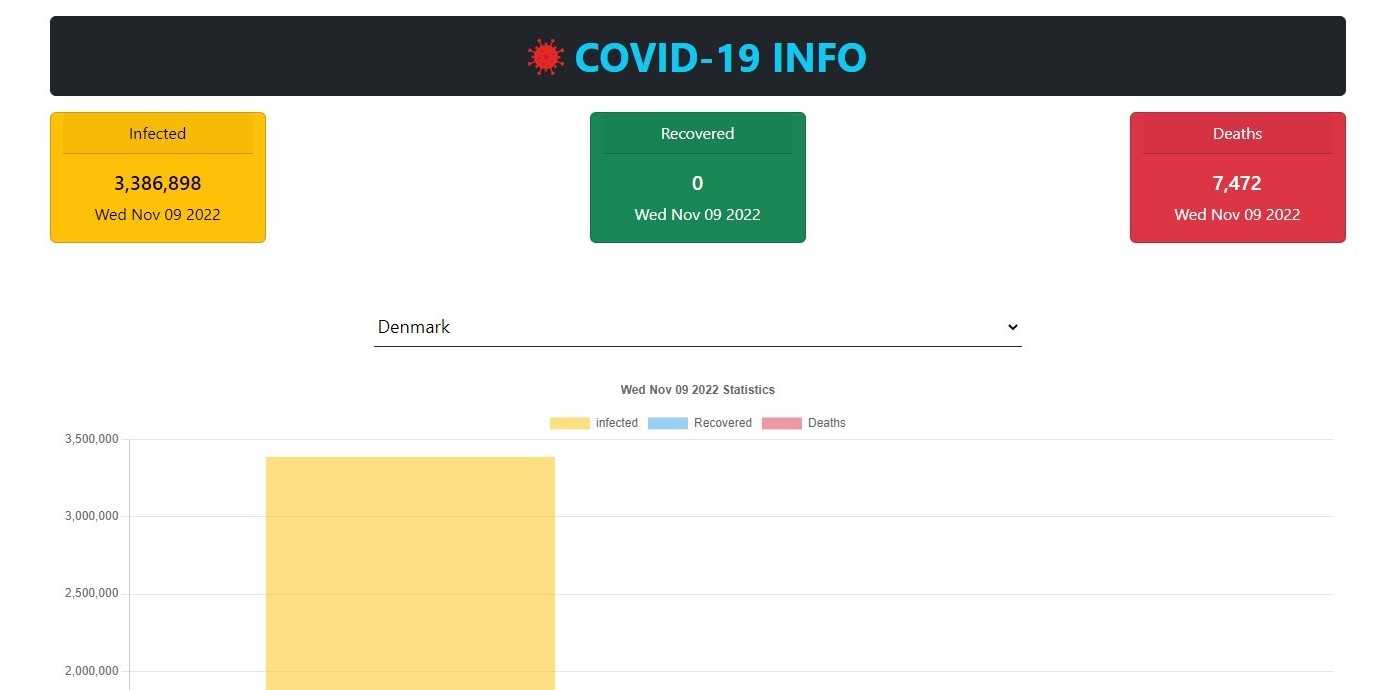 COVID-19 INFO
Infected
3,386,898
Wed Nov 09 2022
Recovered
0
Wed Nov 09 2022
Deaths
7,472
Wed Nov 09 2022
Denmark
Wed Nov 09 2022 Statistics
infected Recovered Deaths
3,500,000
3,000,000
2,500,000
2,000,000